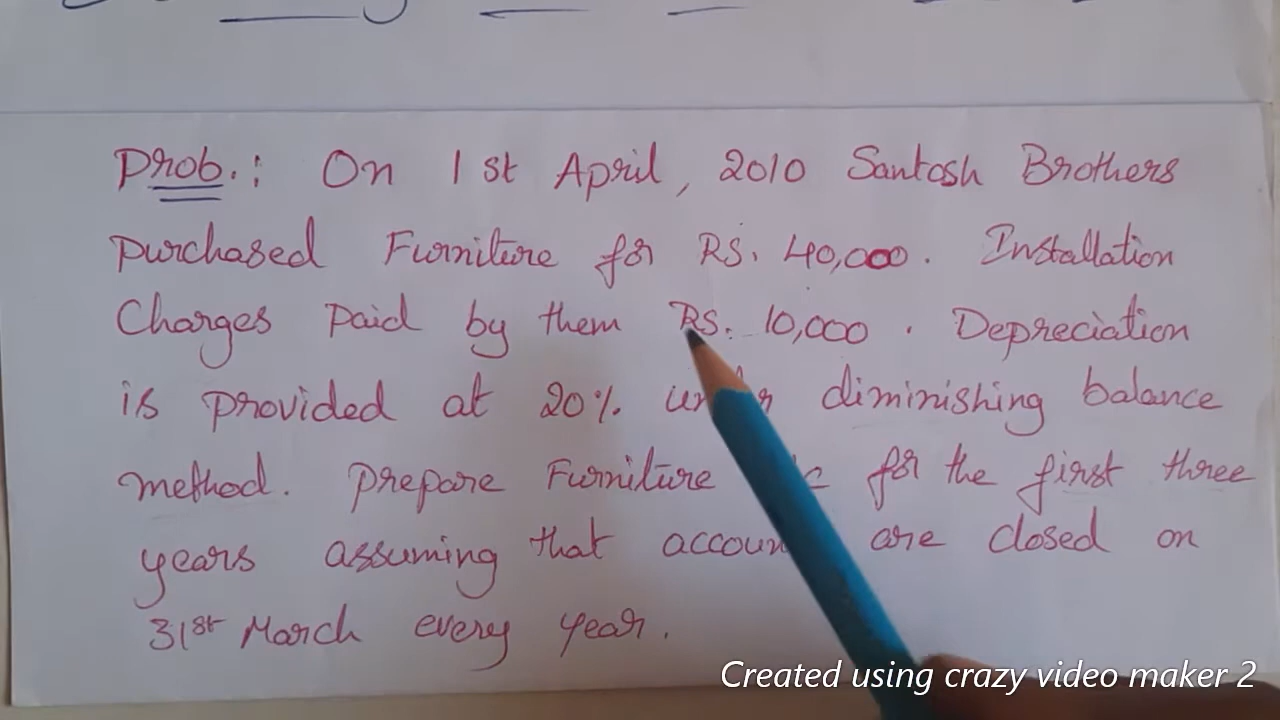 Prob.: On 1st April, 2010 Santosh Brothers
purchased Furniture for Rs. 40,000. Installation
Charges paid by them Rs. 10,000. Depreciation
is provided at 20% under diminishing balance
method. prepare Furniture for the first three
years assuming that are closed on
31st March every year.
Created using crazy video maker 2